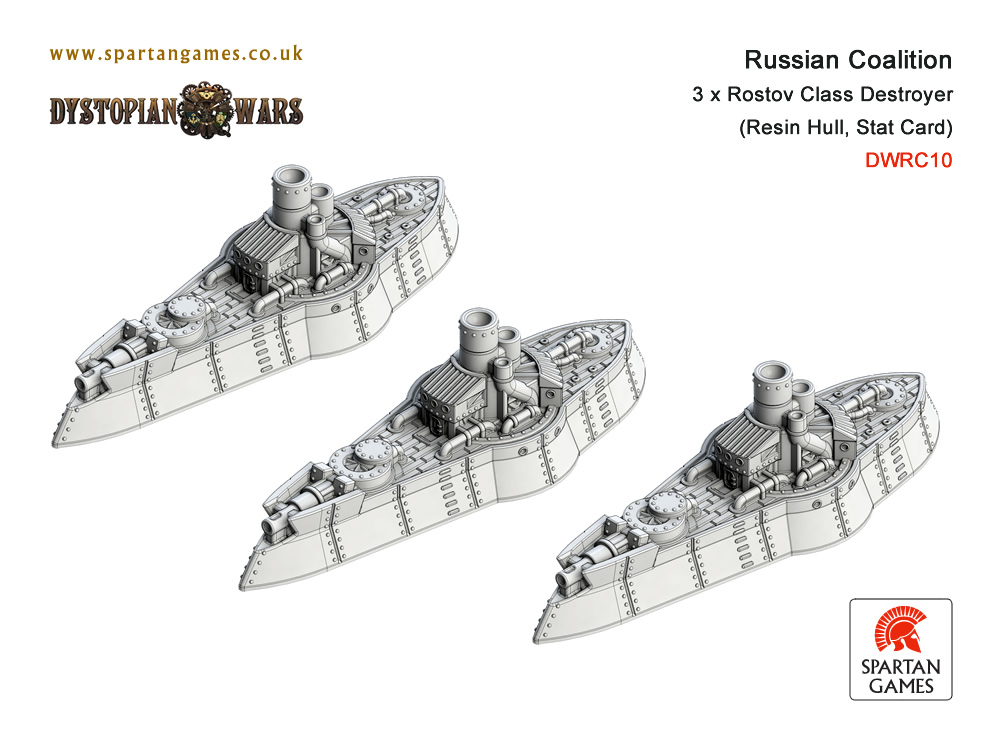 www.spartangames.co.uk
DYSTOPIAN WARS
Russian Coalition
3 x Rostov Class Destroyer
(Resin Hull, Stat Card)
DWRC10
SPARTAN
GAMES